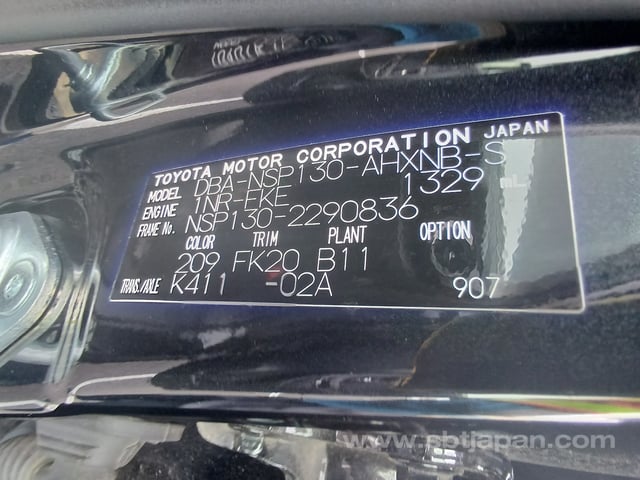 TOYOTA MOTOR CORPORATION JAPAN
MODEL DBA-NSP130-AHXNB-S
ENGINE 1NR-FKE 1329 mL
FRAME No. NSP130-2290836
COLOR TRIM PLANT OPTION
209 FK20 B11
TRANS./AXLE K411 -02A 907
www.sbtjapan.com